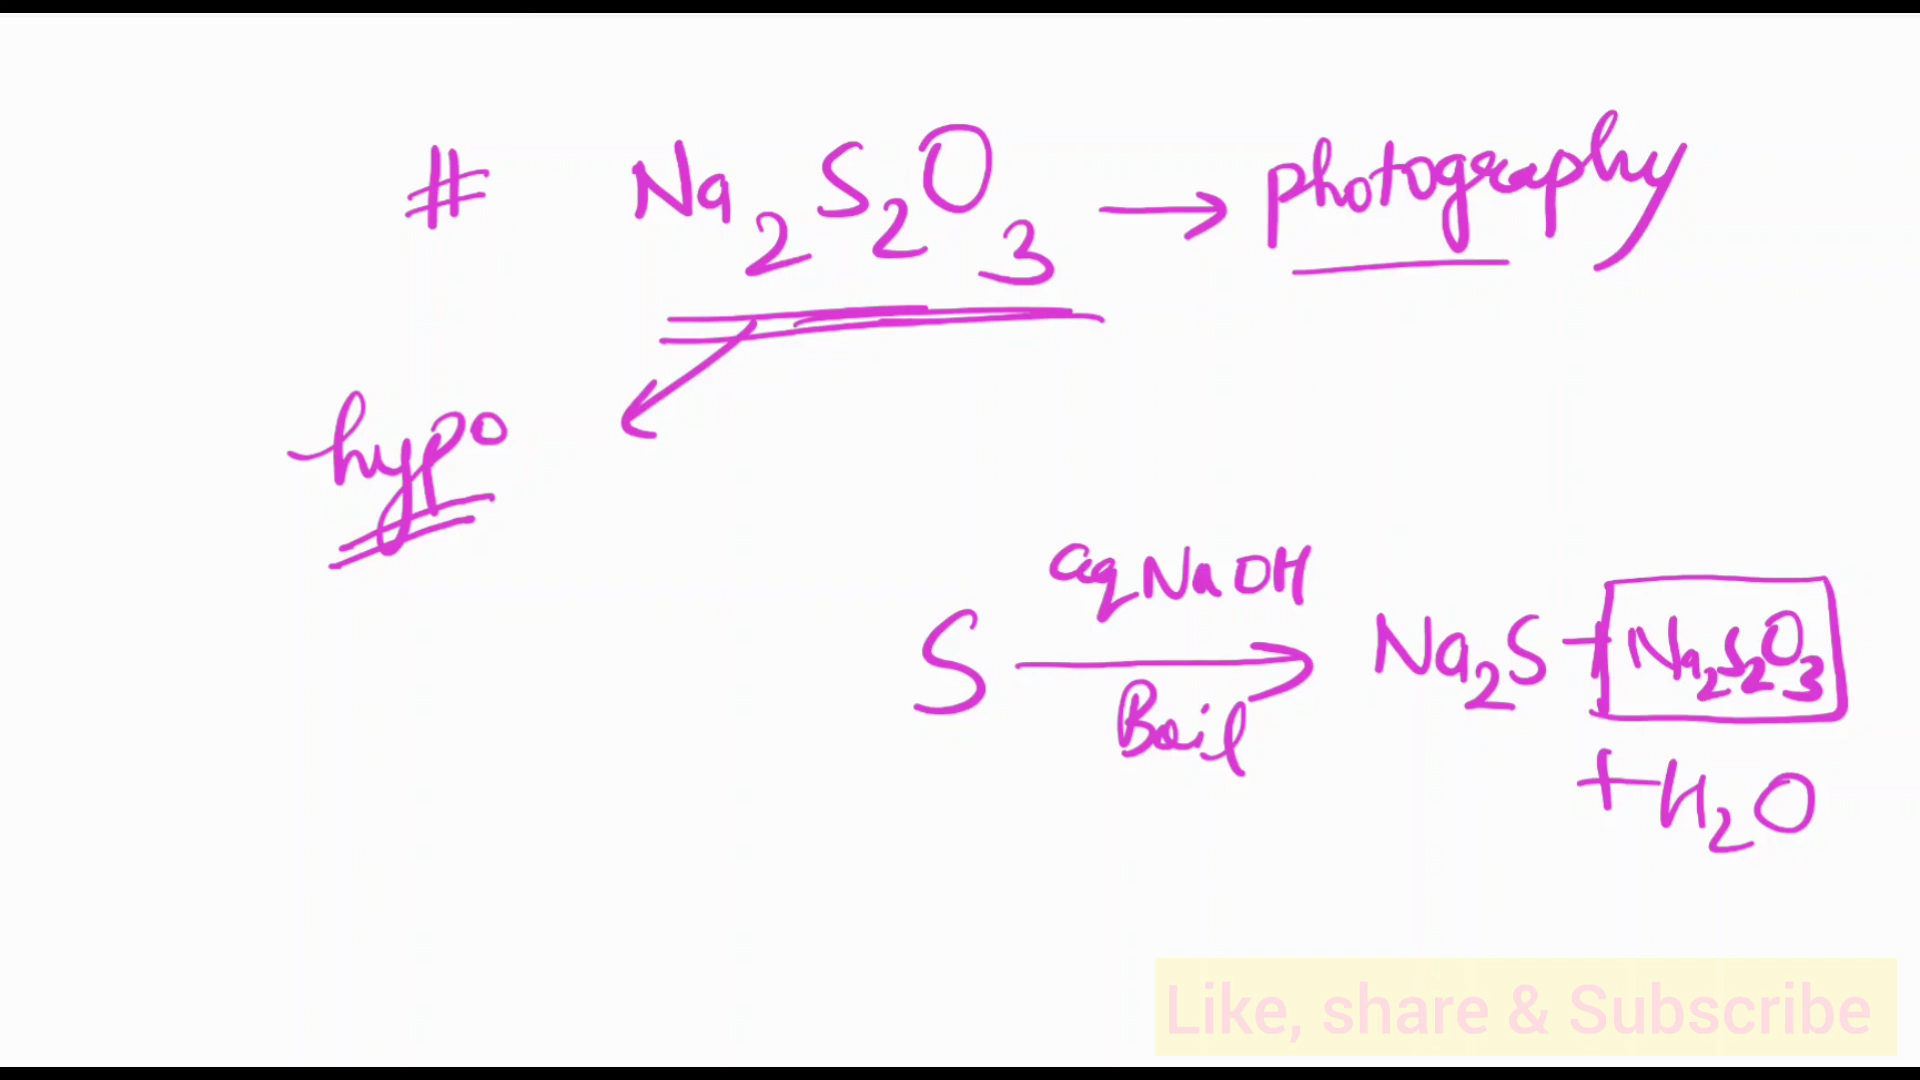 # Na2S2O3 → photography
hypo
S aq NaOH → Boil Na2S + Na2S2O3
+ H2O
Like, share & Subscribe